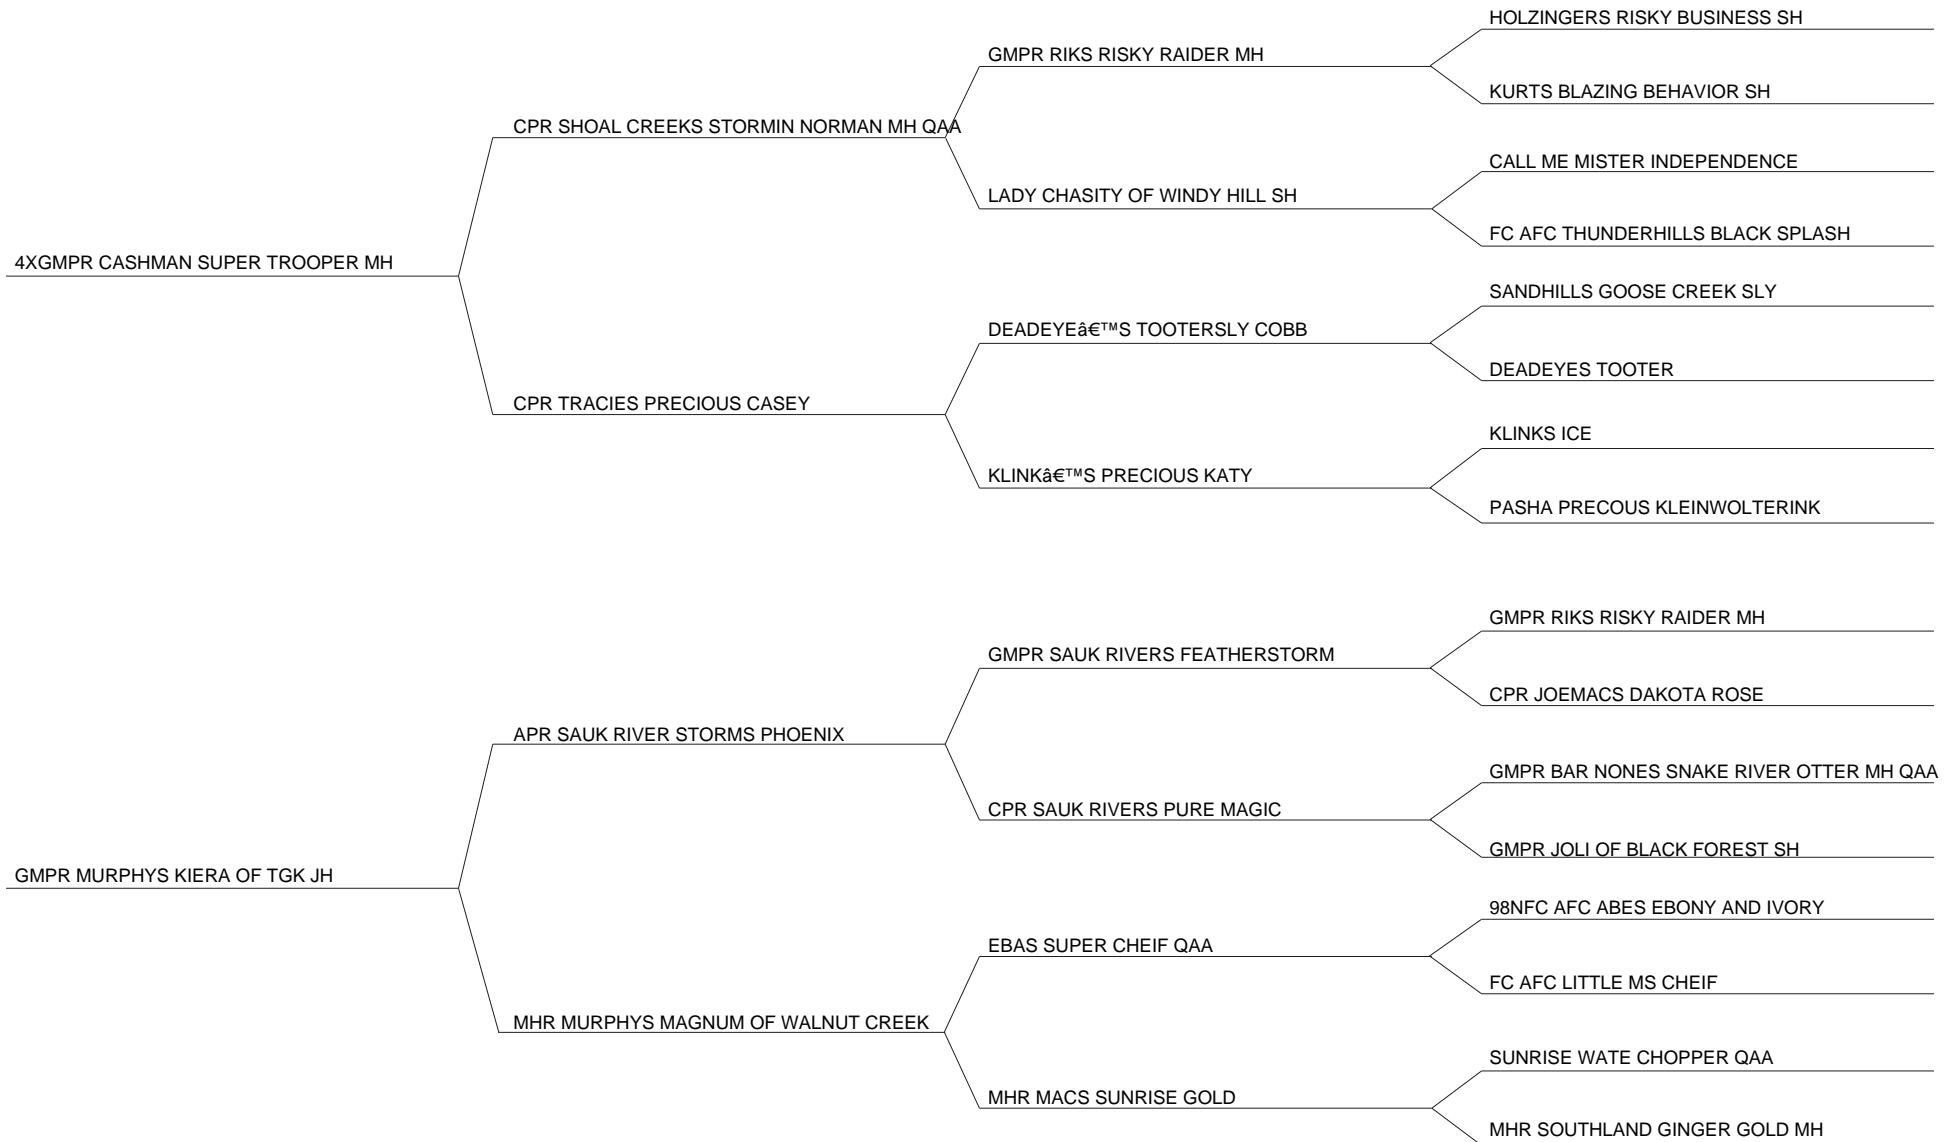 HOLZINGERS RISKY BUSINESS SH
GMPR RIKS RISKY RAIDER MH
KURTS BLAZING BEHAVIOR SH
CPR SHOAL CREEKS STORMIN NORMAN MH QAA
CALL ME MISTER INDEPENDENCE
LADY CHASITY OF WINDY HILL SH
FC AFC THUNDERHILLS BLACK SPLASH
4XGMPR CASHMAN SUPER TROOPER MH
SANDHILLS GOOSE CREEK SLY
DEADEYEâ€™S TOOTERSLY COBB
DEADEYES TOOTER
CPR TRACIES PRECIOUS CASEY
KLINKS ICE
KLINKâ€™S PRECIOUS KATY
PASHA PRECOUS KLEINWOLTERINK
GMPR RIKS RISKY RAIDER MH
GMPR SAUK RIVERS FEATHERSTORM
CPR JOEMACS DAKOTA ROSE
APR SAUK RIVER STORMS PHOENIX
GMPR BAR NONES SNAKE RIVER OTTER MH QAA
CPR SAUK RIVERS PURE MAGIC
GMPR JOLI OF BLACK FOREST SH
GMPR MURPHYS KIERA OF TGK JH
98NFC AFC ABES EBONY AND IVORY
EBAS SUPER CHEIF QAA
FC AFC LITTLE MS CHEIF
MHR MURPHYS MAGNUM OF WALNUT CREEK
SUNRISE WATE CHOPPER QAA
MHR MACS SUNRISE GOLD
MHR SOUTHLAND GINGER GOLD MH